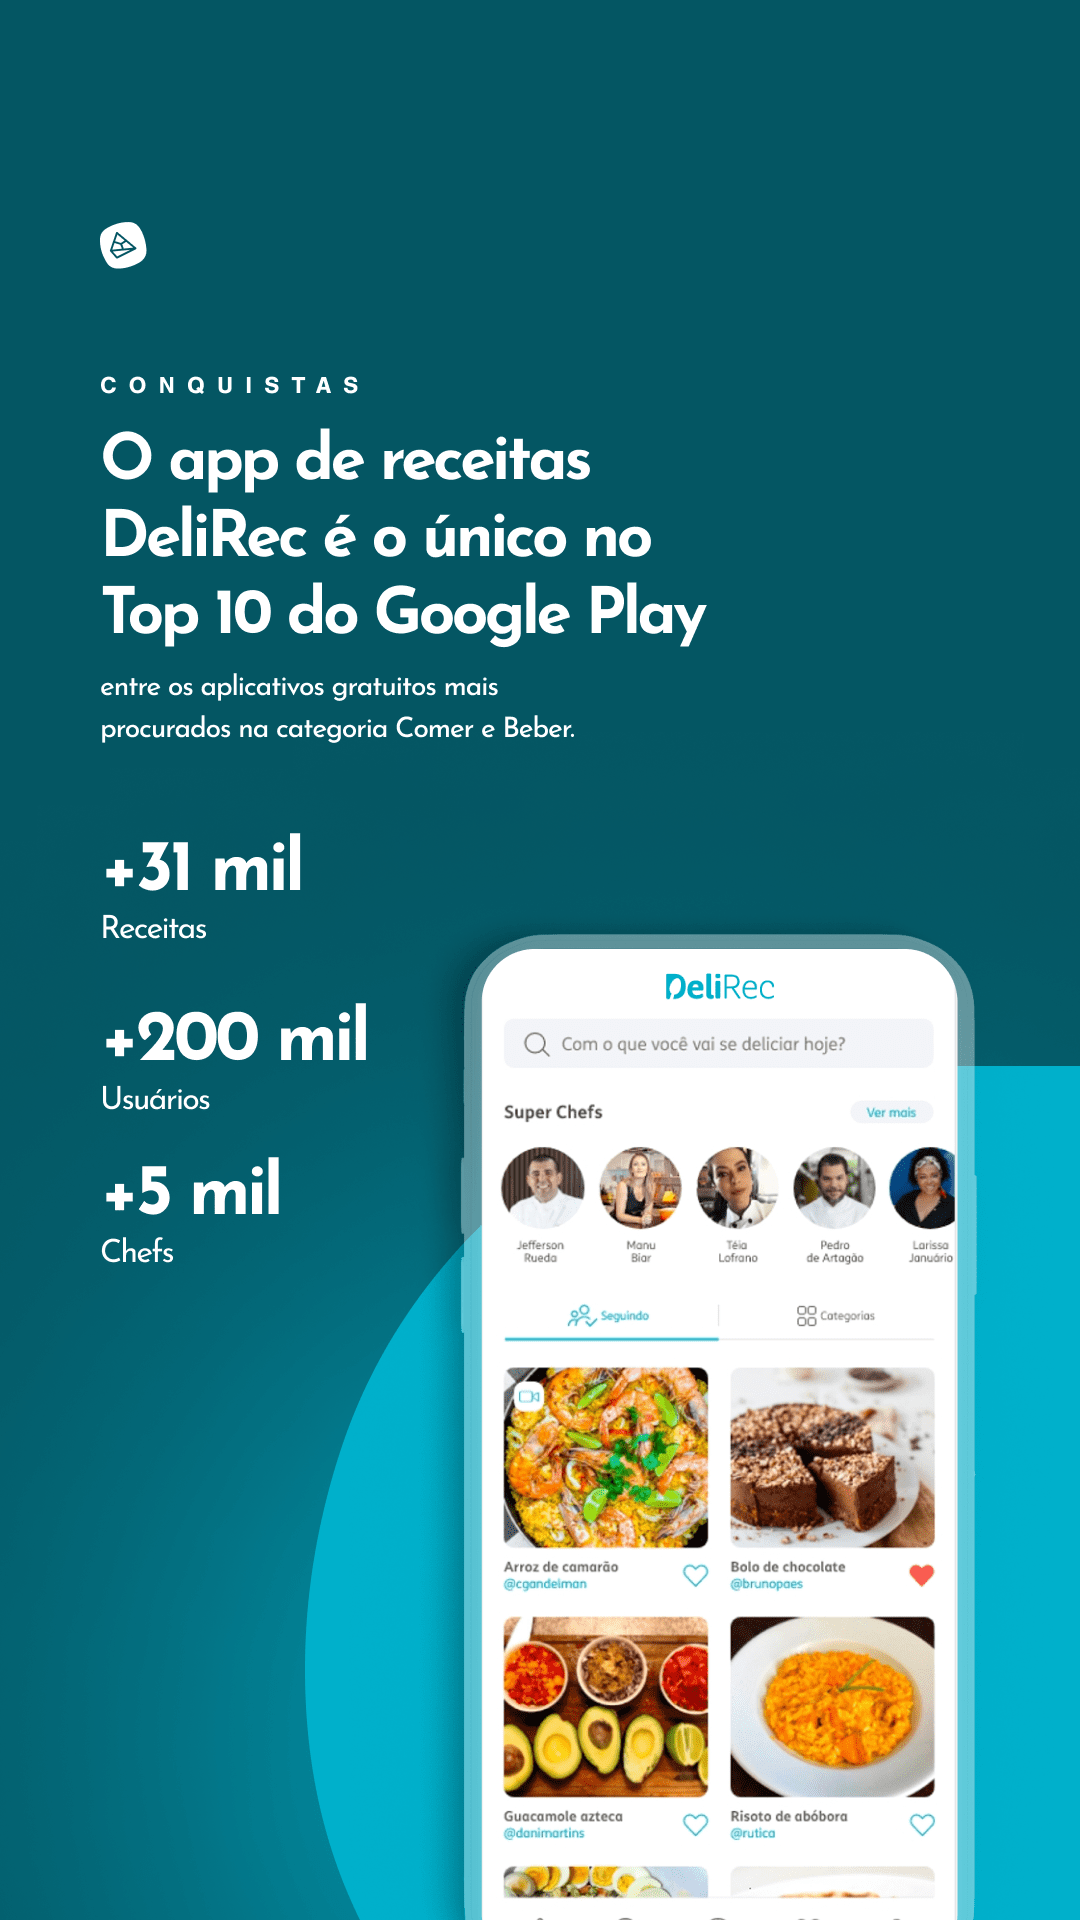 CONQUISTAS
O app de receitas
DeliRec é o único no
Top 10 do Google Play
entre os aplicativos gratuitos mais
procurados na categoria Comer e Beber.
+31 mil
Receitas
+200 mil
Usuários
+5 mil
Chefs
DeliRec
Com o que você vai se deliciar hoje?
Super Chefs
Ver mais
Jefferson
Rueda
Manu
Biar
Téia
Lofrano
Pedro
de Artagão
Larissa
Januário
Seguindo
Categorias
Arroz de camarão
@cgandelman
Bolo de chocolate
@brunopaes
Guacamole azteca
@danimartins
Risoto de abóbora
@rutica